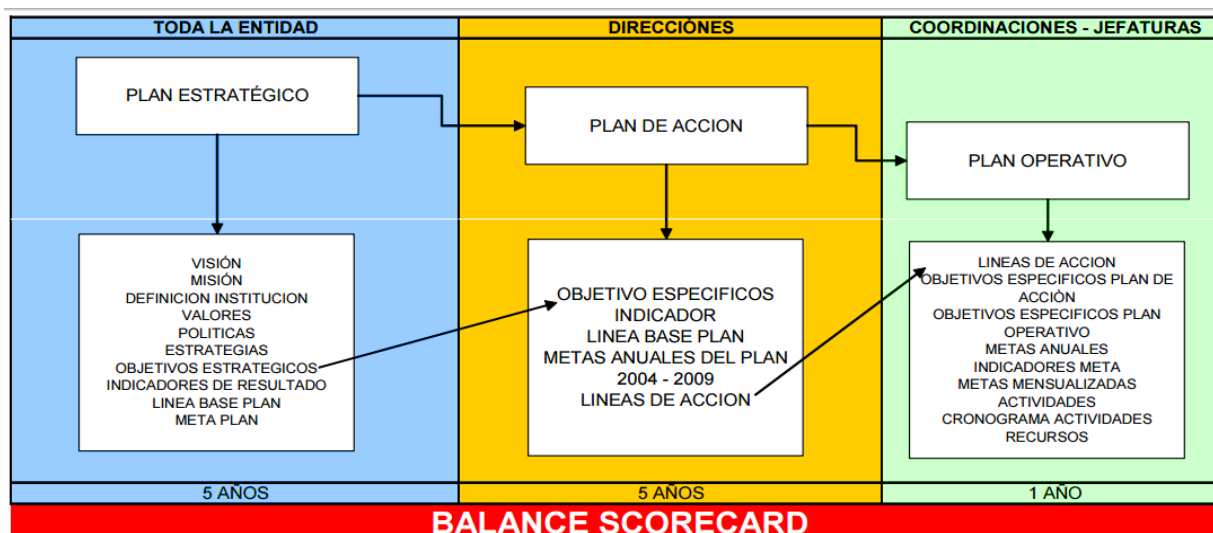 TODA LA ENTIDAD
DIRECCIÓNES
COORDINACIONES - JEFATURAS
PLAN ESTRATÉGICO
PLAN DE ACCION
PLAN OPERATIVO
VISIÓN
MISIÓN
DEFINICION INSTITUCION
VALORES
POLITICAS
ESTRATEGIAS
OBJETIVOS ESTRATEGICOS
INDICADORES DE RESULTADO
LINEA BASE PLAN
META PLAN
OBJETIVO ESPECIFICOS
INDICADOR
LINEA BASE PLAN
METAS ANUALES DEL PLAN
2004 - 2009
LINEAS DE ACCION
LINEAS DE ACCION
OBJETIVOS ESPECIFICOS PLAN DE
ACCIÒN
OBJETIVOS ESPECIFICOS PLAN
OPERATIVO
METAS ANUALES
INDICADORES META
METAS MENSUALIZADAS
ACTIVIDADES
CRONOGRAMA ACTIVIDADES
RECURSOS
5 AÑOS
5 AÑOS
1 AÑO
BALANCE SCORECARD